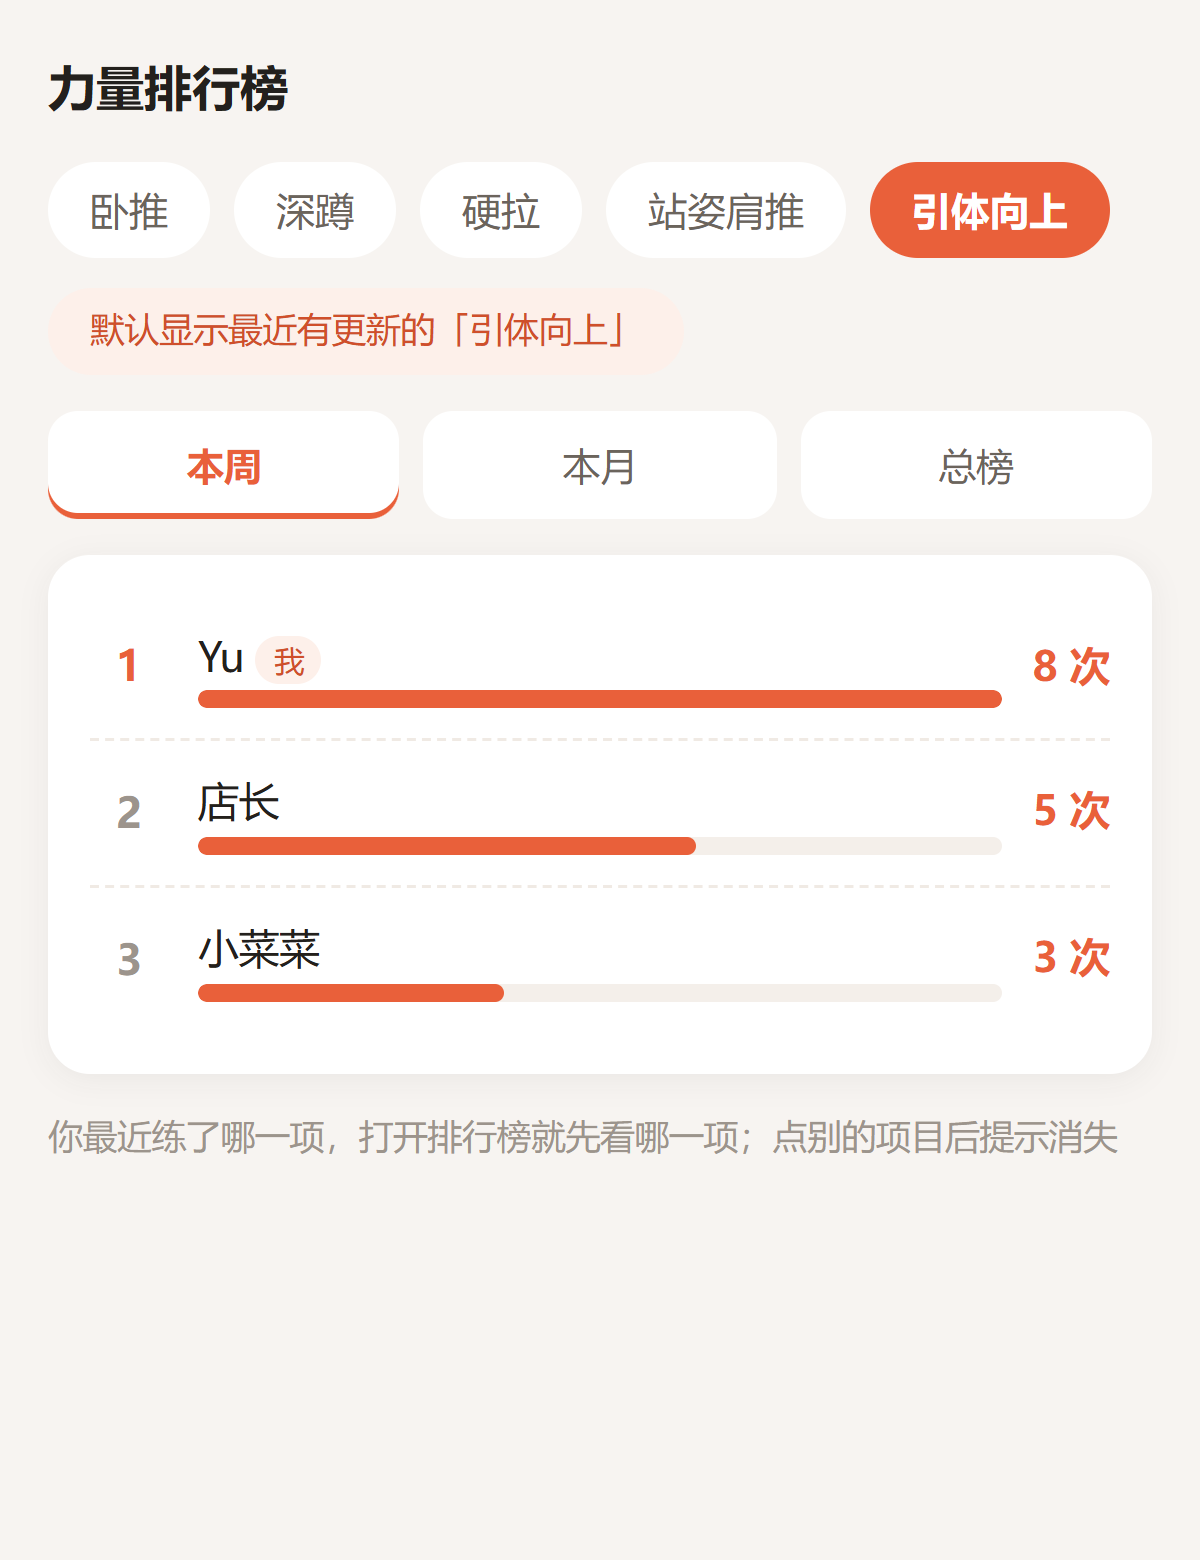 力量排行榜
卧推 深蹲 硬拉 站姿肩推 引体向上
默认显示最近有更新的「引体向上」
本周 本月 总榜
1 Yu 我 8 次
2 店长 5 次
3 小菜菜 3 次
你最近练了哪一项，打开排行榜就先看哪一项；点别的项目后提示消失